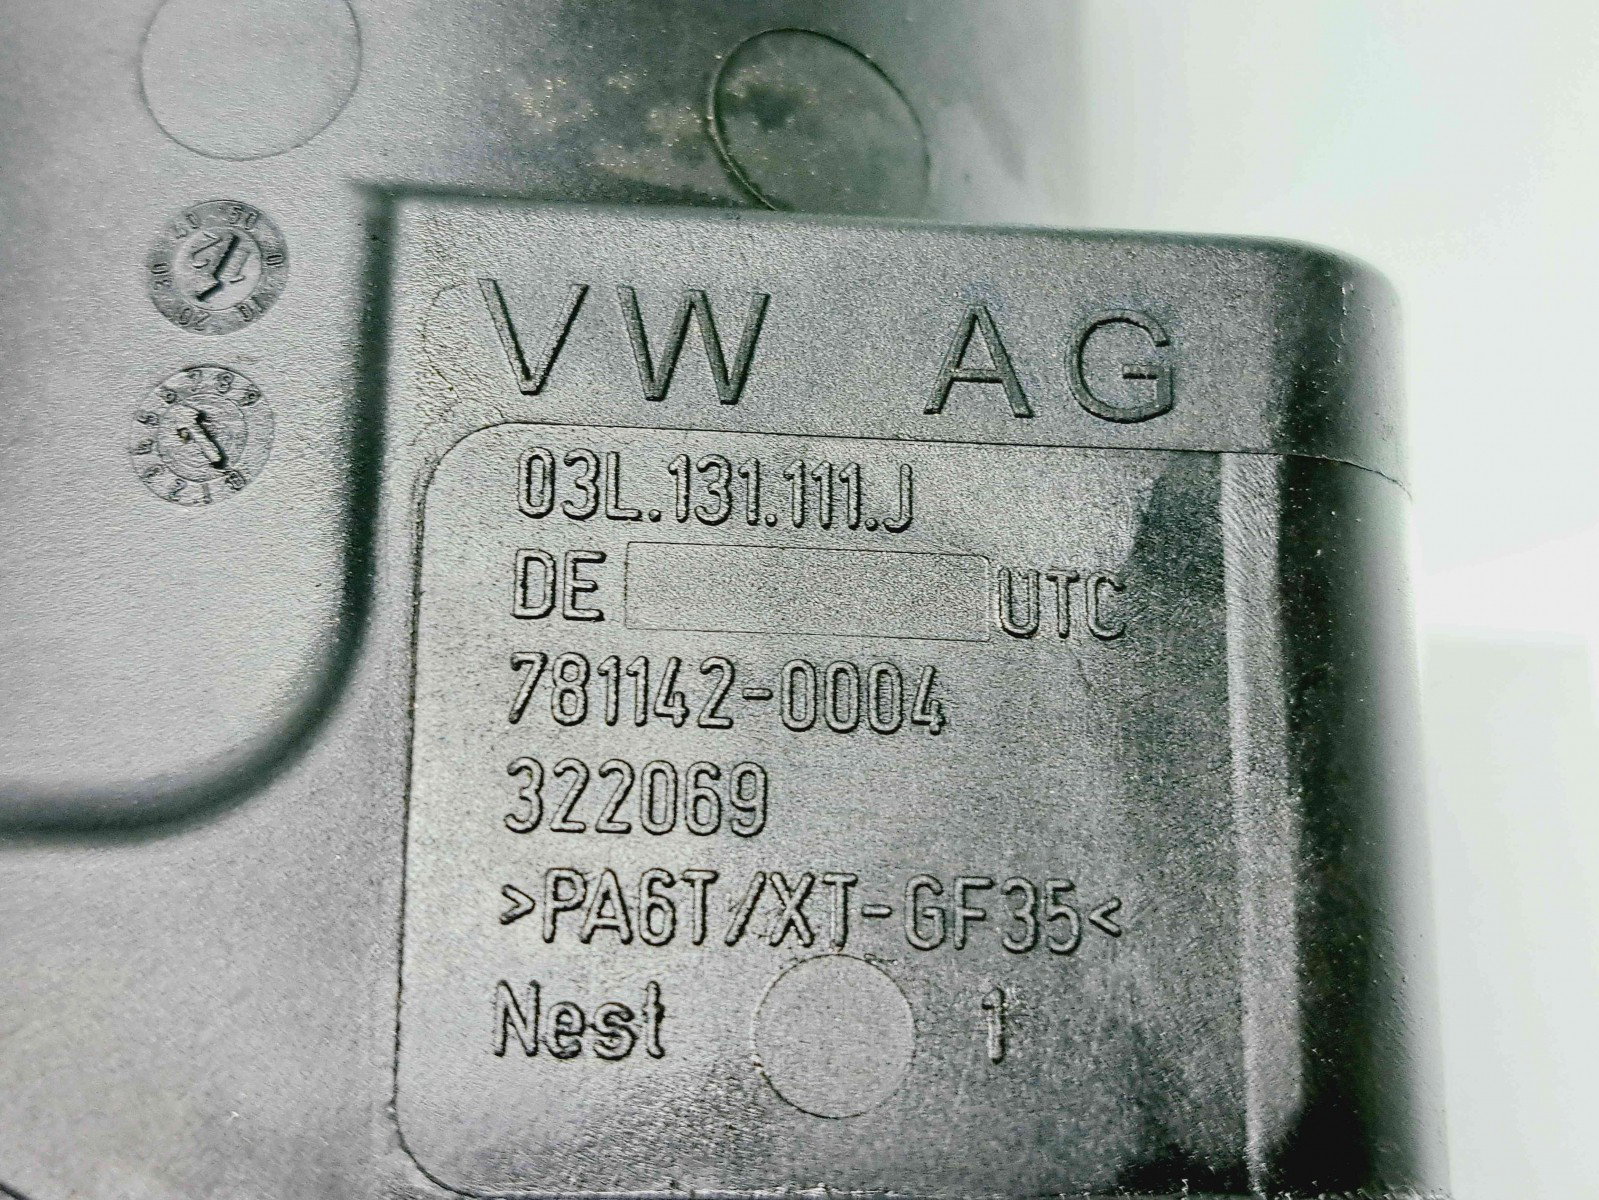 VW AG
03L.131.111.J
DE UTC
781142-0004
322069
>PA6T/XT-GF35<
Nest 1